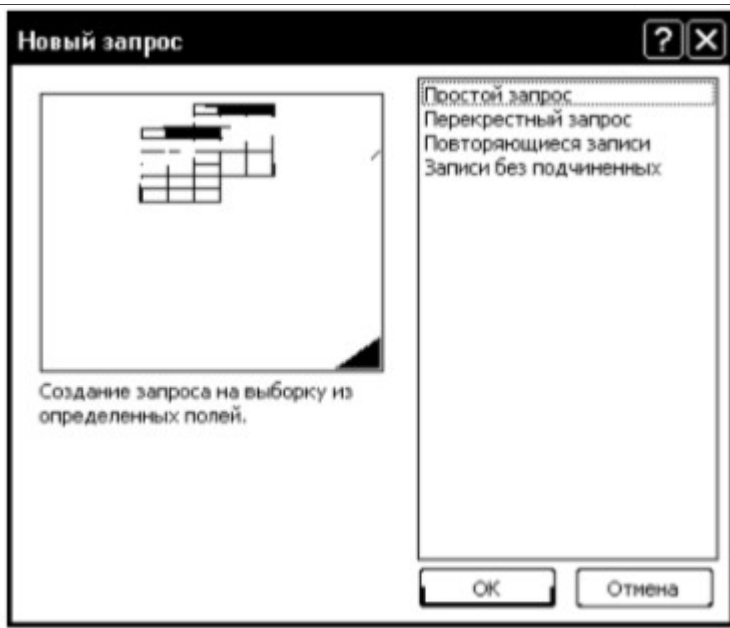 Новый запрос
Простой запрос
Перекрестный запрос
Повторяющиеся записи
Записи без подчиненных
Создание запроса на выборку из
определенных полей.
ОК
Отмена